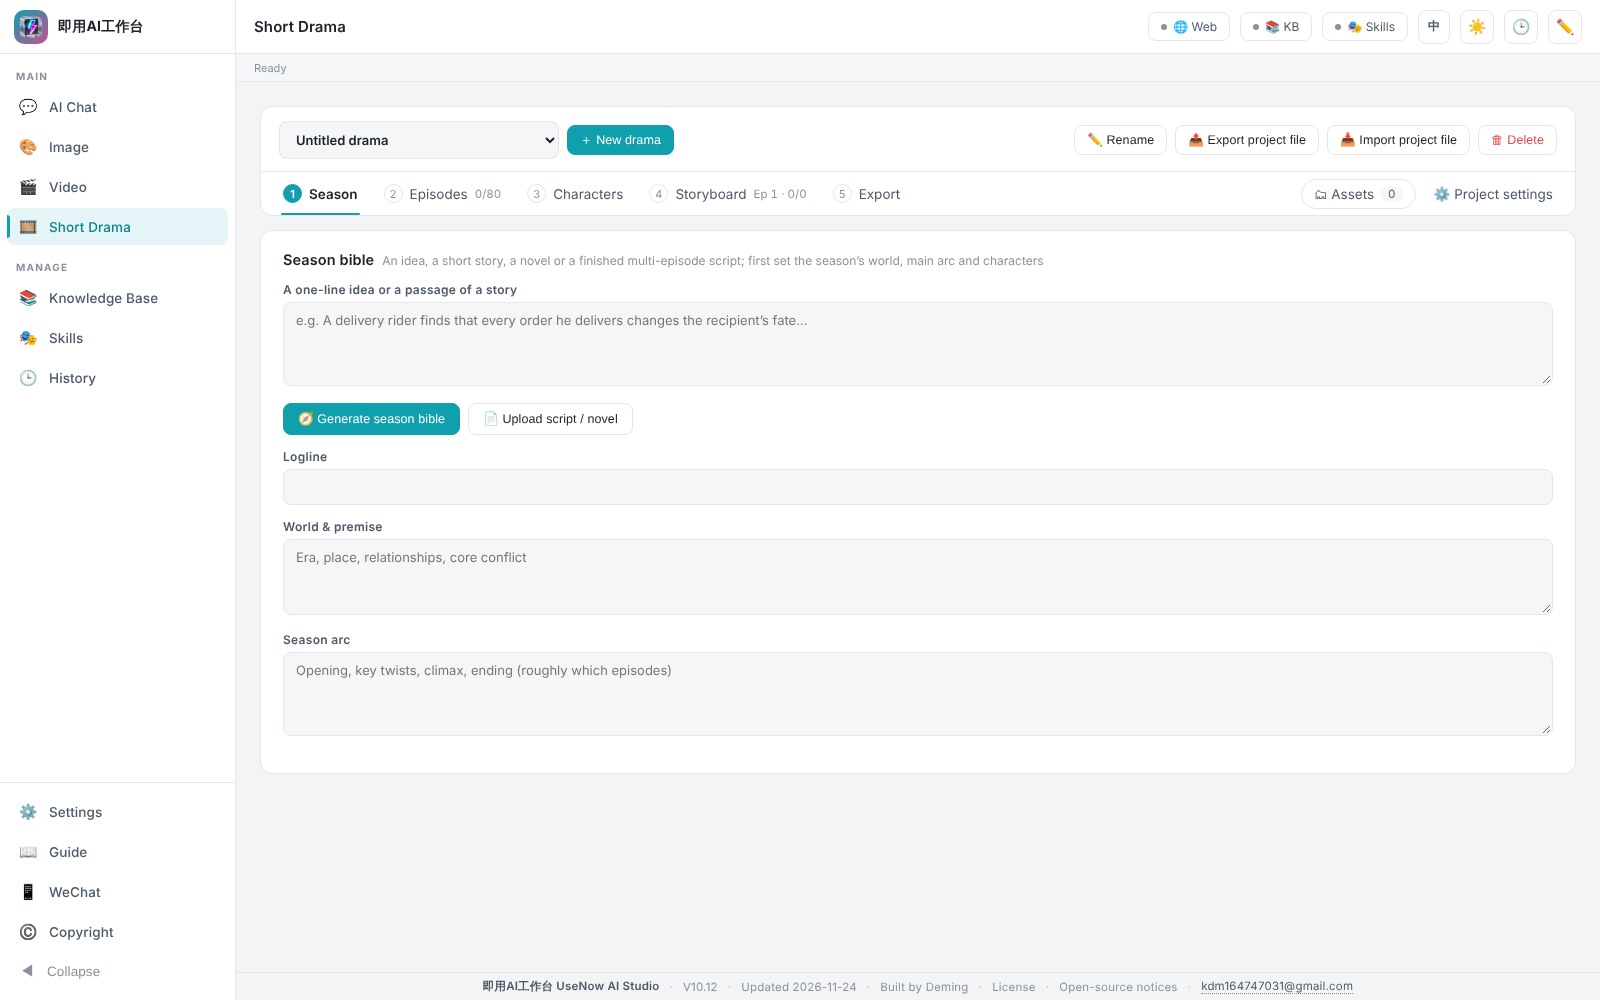 即用AI工作台
MAIN
AI Chat
Image
Video
Short Drama
MANAGE
Knowledge Base
Skills
History
Settings
Guide
WeChat
Copyright
Collapse
Short Drama
Web
KB
Skills
中
Ready
Untitled drama
+ New drama
Rename
Export project file
Import project file
Delete
1 Season
2 Episodes 0/80
3 Characters
4 Storyboard Ep 1 · 0/0
5 Export
Assets 0
Project settings
Season bible An idea, a short story, a novel or a finished multi-episode script; first set the season’s world, main arc and characters
A one-line idea or a passage of a story
e.g. A delivery rider finds that every order he delivers changes the recipient’s fate…
Generate season bible
Upload script / novel
Logline
World & premise
Era, place, relationships, core conflict
Season arc
Opening, key twists, climax, ending (roughly which episodes)
即用AI工作台 UseNow AI Studio · V10.12 · Updated 2026-11-24 · Built by Deming · License · Open-source notices · kdm164747031@gmail.com